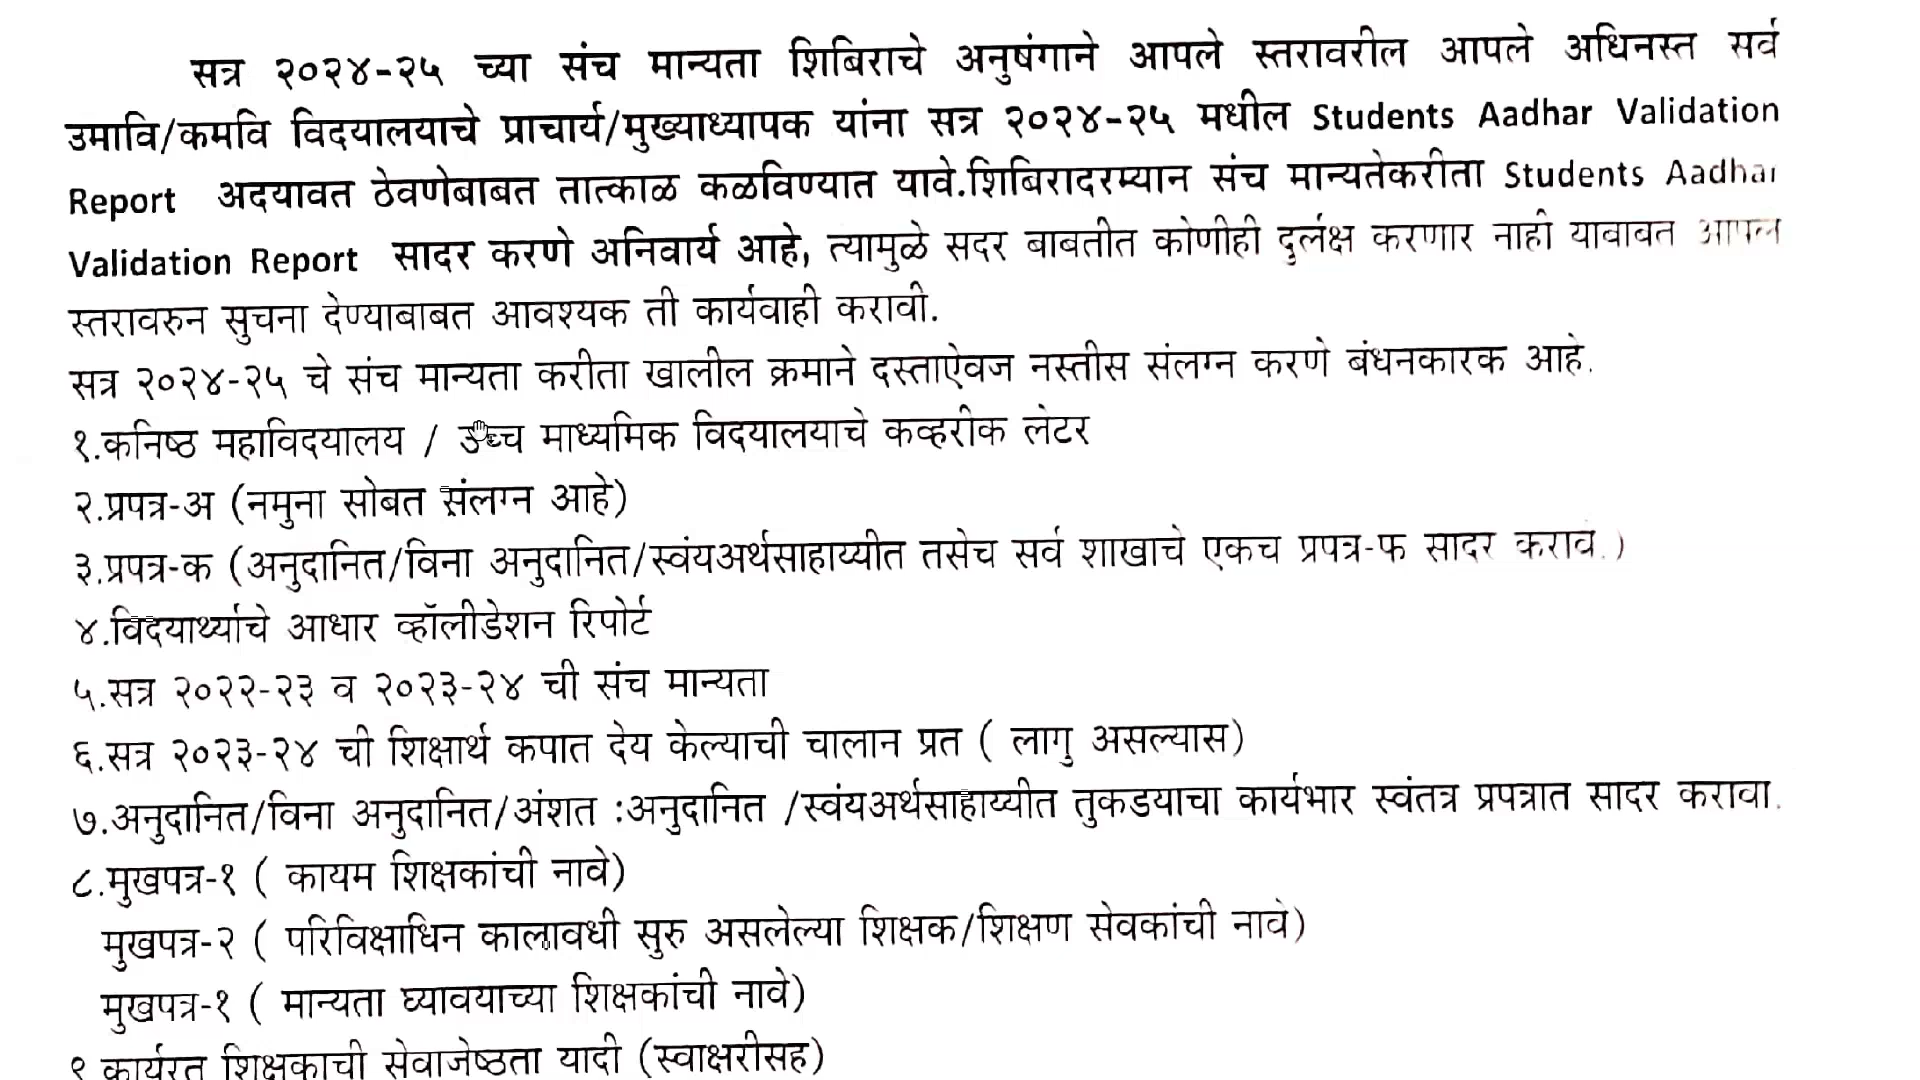 सत्र २०२४-२५ च्या संच मान्यता शिबिराचे अनुषंगाने आपले स्तरावरील आपले अधिनस्त सर्व
उमावि/कमवि विदयालयाचे प्राचार्य/मुख्याध्यापक यांना सत्र २०२४-२५ मधील Students Aadhar Validation
Report अदयावत ठेवणेबाबत तात्काळ कळविण्यात यावे.शिबिरादरम्यान संच मान्यतेकरीता Students Aadhar
Validation Report सादर करणे अनिवार्य आहे, त्यामुळे सदर बाबतीत कोणीही दुर्लक्ष करणार नाही याबाबत आपले
स्तरावरुन सुचना देण्याबाबत आवश्यक ती कार्यवाही करावी.
सत्र २०२४-२५ चे संच मान्यता करीता खालील क्रमाने दस्ताऐवज नस्तीस संलग्न करणे बंधनकारक आहे.
१.कनिष्ठ महाविदयालय / उच्च माध्यमिक विदयालयाचे कव्हरीक लेटर
२.प्रपत्र-अ (नमुना सोबत संलग्न आहे)
३.प्रपत्र-क (अनुदानित/विना अनुदानित/स्वंयअर्थसाहाय्यीत तसेच सर्व शाखाचे एकच प्रपत्र-फ सादर करावे.)
४.विदयार्थ्याचे आधार व्हॉलीडेशन रिपोर्ट
५.सत्र २०२२-२३ व २०२३-२४ ची संच मान्यता
६.सत्र २०२३-२४ ची शिक्षार्थ कपात देय केल्याची चालान प्रत ( लागु असल्यास)
७.अनुदानित/विना अनुदानित/अंशत :अनुदानित /स्वंयअर्थसाहाय्यीत तुकडयाचा कार्यभार स्वंतत्र प्रपत्रात सादर करावा.
८.मुखपत्र-१ ( कायम शिक्षकांची नावे)
मुखपत्र-२ ( परिविक्षाधिन कालावधी सुरु असलेल्या शिक्षक/शिक्षण सेवकांची नावे)
मुखपत्र-१ ( मान्यता घ्यावयाच्या शिक्षकांची नावे)
९.कार्यरत शिक्षकाची सेवाजेष्ठता यादी (स्वाक्षरीसह)